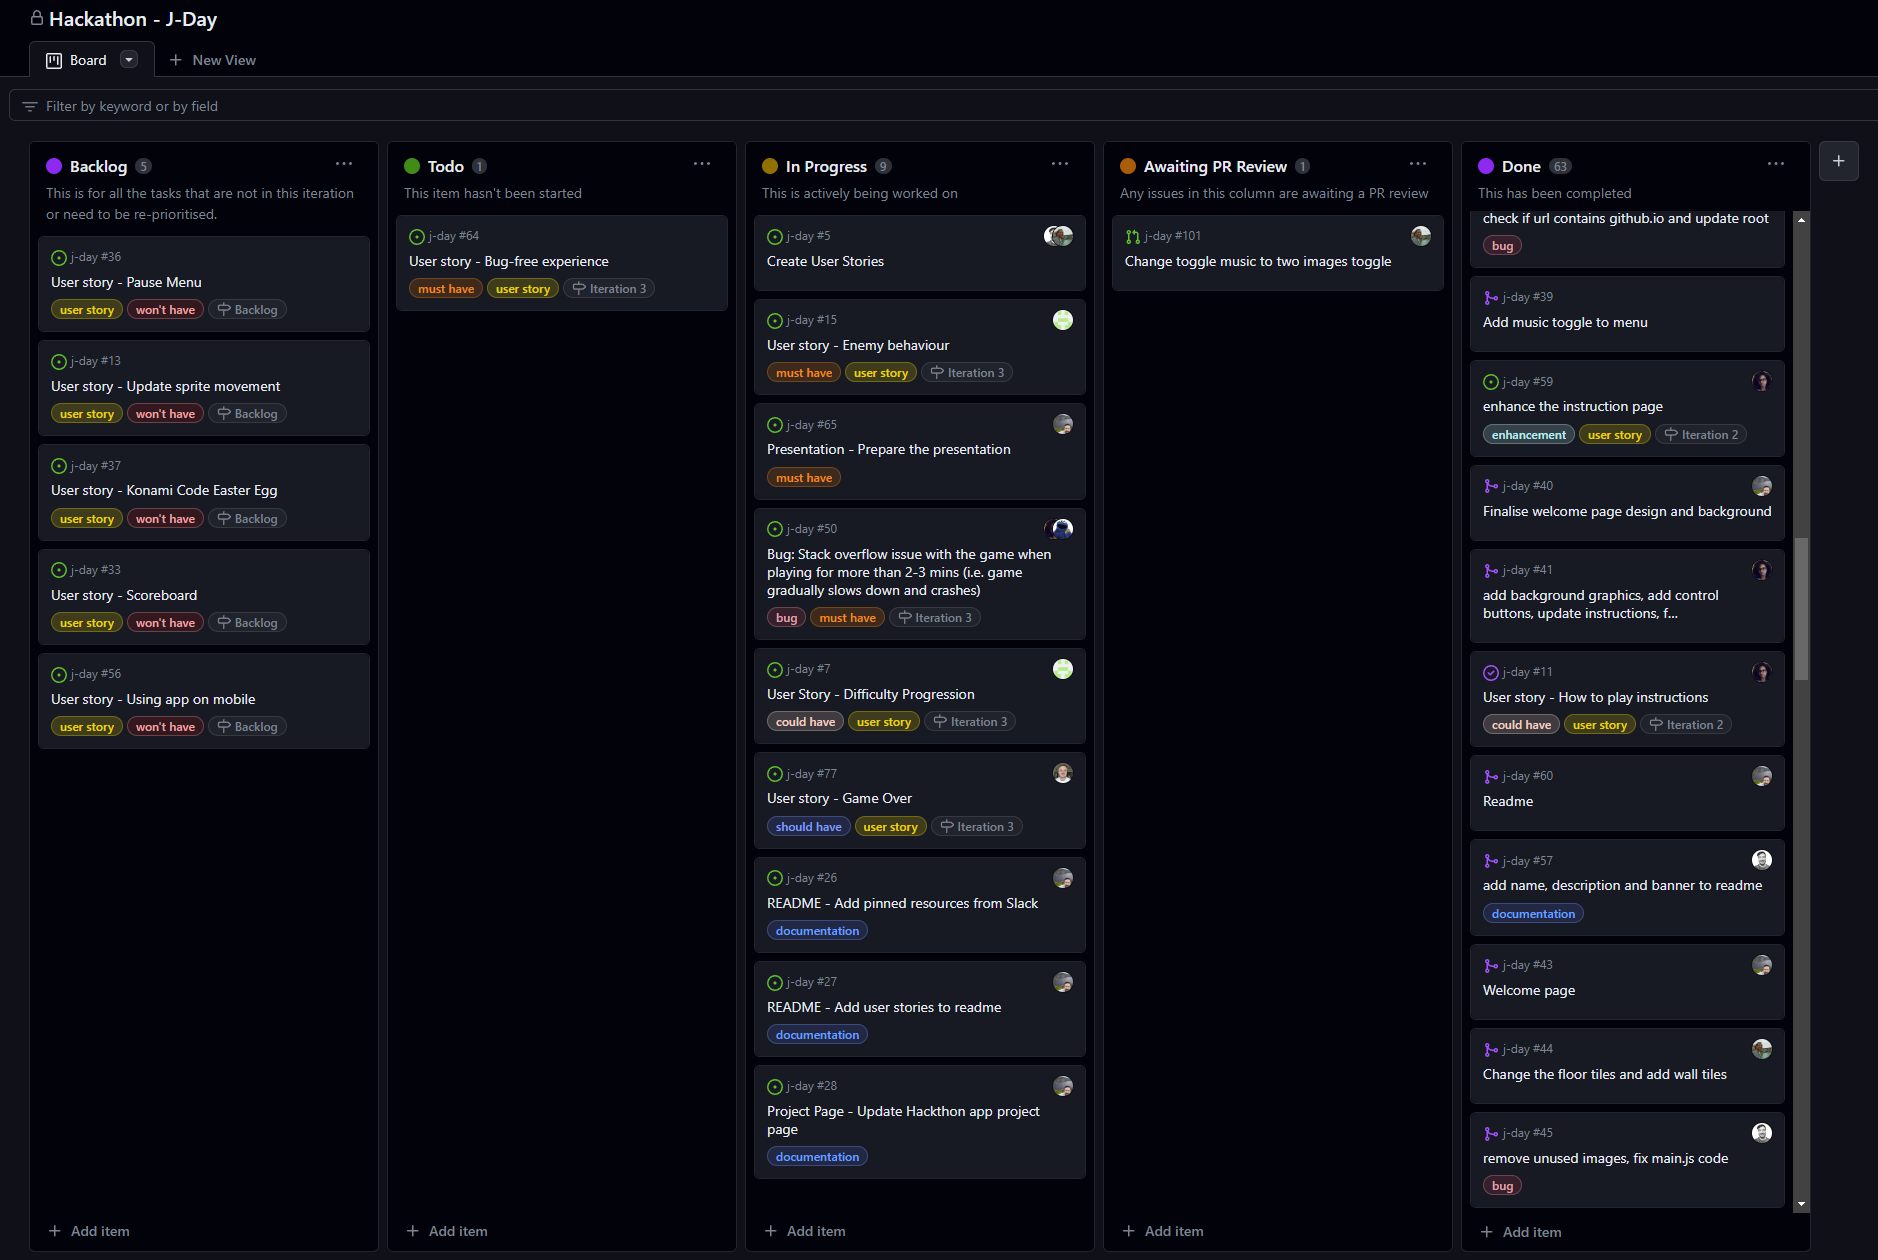 Hackathon - J-Day
Board
New View
Filter by keyword or by field
Backlog 5
This is for all the tasks that are not in this iteration
or need to be re-prioritised.
j-day #36
User story - Pause Menu
user story won't have Backlog
j-day #13
User story - Update sprite movement
user story won't have Backlog
j-day #37
User story - Konami Code Easter Egg
user story won't have Backlog
j-day #33
User story - Scoreboard
user story won't have Backlog
j-day #56
User story - Using app on mobile
user story won't have Backlog
+ Add item
Todo 1
This item hasn't been started
j-day #64
User story - Bug-free experience
must have user story Iteration 3
+ Add item
In Progress 9
This is actively being worked on
j-day #5
Create User Stories
j-day #15
User story - Enemy behaviour
must have user story Iteration 3
j-day #65
Presentation - Prepare the presentation
must have
j-day #50
Bug: Stack overflow issue with the game when
playing for more than 2-3 mins (i.e. game
gradually slows down and crashes)
bug must have Iteration 3
j-day #7
User Story - Difficulty Progression
could have user story Iteration 3
j-day #77
User story - Game Over
should have user story Iteration 3
j-day #26
README - Add pinned resources from Slack
documentation
j-day #27
README - Add user stories to readme
documentation
j-day #28
Project Page - Update Hackthon app project
page
documentation
+ Add item
Awaiting PR Review 1
Any issues in this column are awaiting a PR review
j-day #101
Change toggle music to two images toggle
+ Add item
Done 63
This has been completed
check if url contains github.io and update root
bug
j-day #39
Add music toggle to menu
j-day #59
enhance the instruction page
enhancement user story Iteration 2
j-day #40
Finalise welcome page design and background
j-day #41
add background graphics, add control
buttons, update instructions, f...
j-day #11
User story - How to play instructions
could have user story Iteration 2
j-day #60
Readme
j-day #57
add name, description and banner to readme
documentation
j-day #43
Welcome page
j-day #44
Change the floor tiles and add wall tiles
j-day #45
remove unused images, fix main.js code
bug
+ Add item